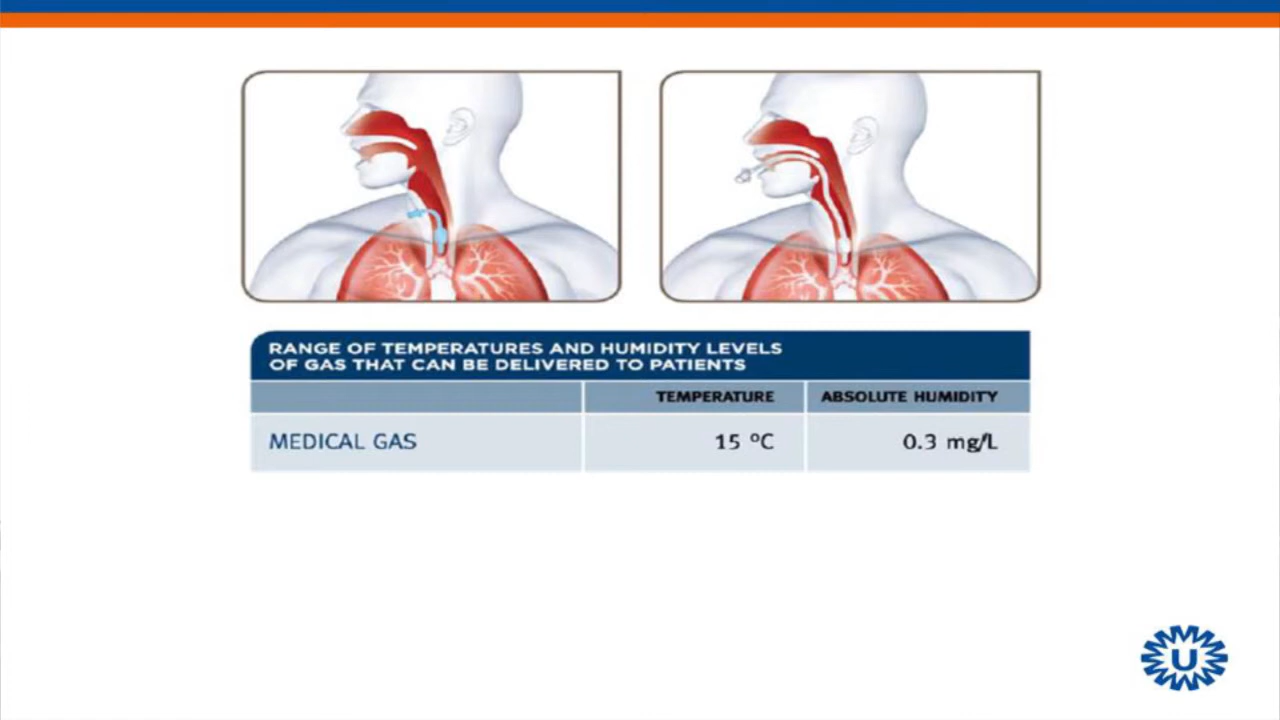 RANGE OF TEMPERATURES AND HUMIDITY LEVELS
OF GAS THAT CAN BE DELIVERED TO PATIENTS
TEMPERATURE ABSOLUTE HUMIDITY
MEDICAL GAS 15 ºC 0.3 mg/L
U